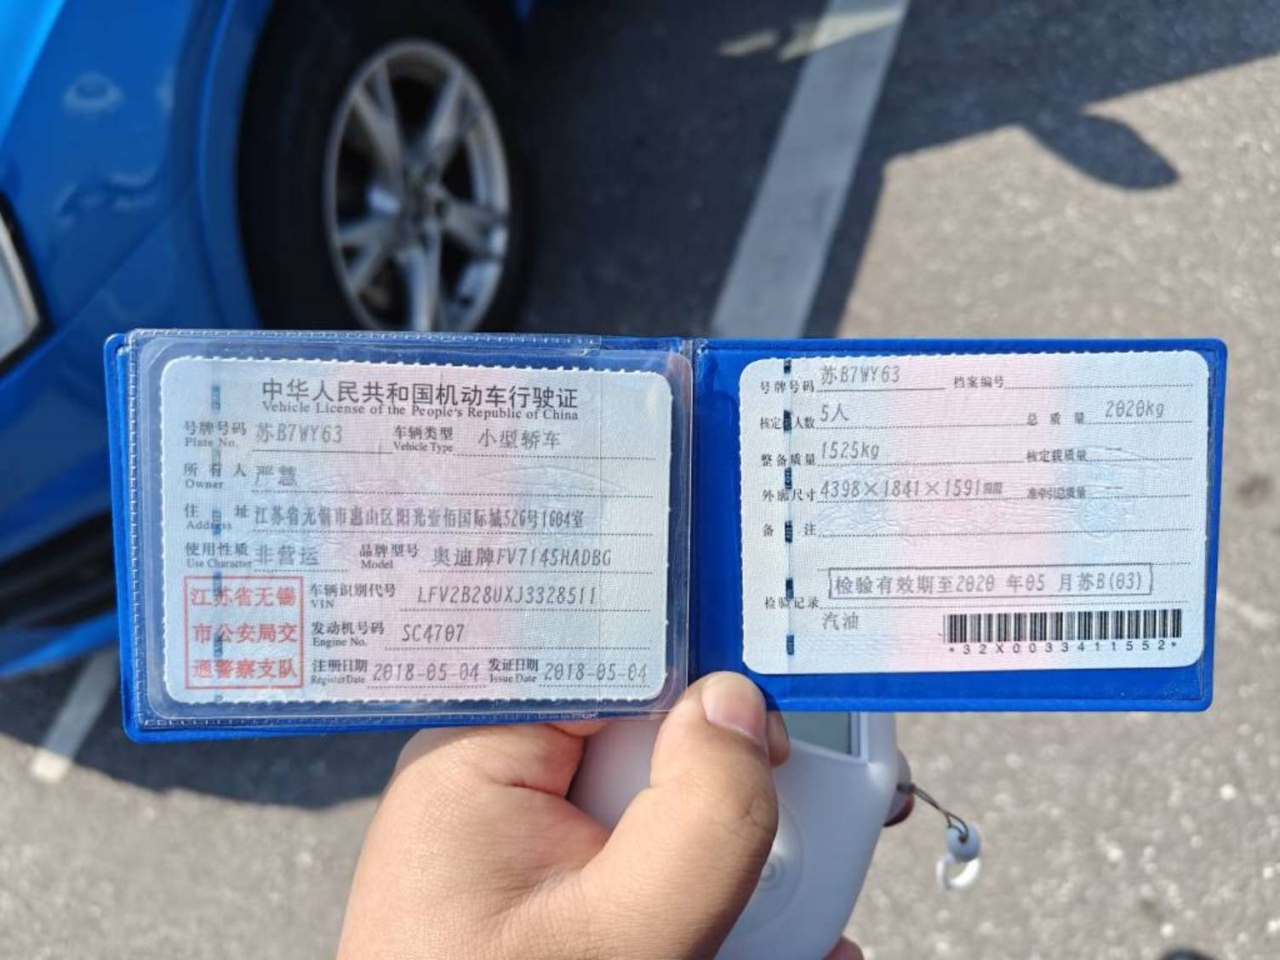 中华人民共和国机动车行驶证
Vehicle License of the People's Republic of China
号牌号码 苏B7WY63 车辆类型 小型轿车
Plate No. Vehicle Type
所有人 严慧
Owner
住址 江苏省无锡市惠山区阳光壹佰国际城526号1604室
Address
使用性质 非营运 品牌型号 奥迪牌FV7145HADBG
Use Character Model
江苏省无锡
市公安局交
通警察支队
车辆识别代号 LFV2B28UXJ3328511
VIN
发动机号码 SC4707
Engine No.
注册日期 2018-05-04 发证日期 2018-05-04
Register Date Issue Date
号牌号码 苏B7WY63 档案编号
核定人数 5人 总质量 2020kg
整备质量 1525kg 核定载质量 --
外廓尺寸 4398×1841×1591 准牵引总质量 --
备注
检验有效期至2020 年05 月苏B(03)
检验记录
汽油
*32X0033411552*